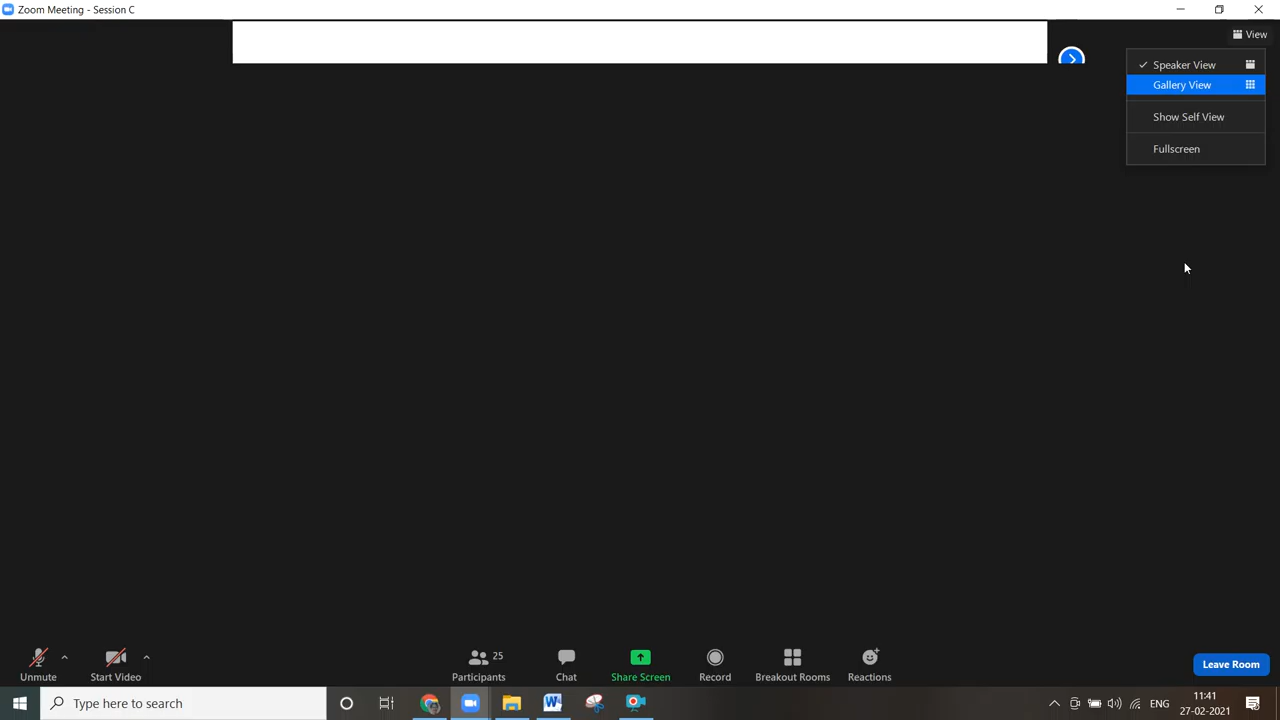 Zoom Meeting - Session C
View
Speaker View
Gallery View
Show Self View
Fullscreen
Unmute
Start Video
Participants 25
Chat
Share Screen
Record
Breakout Rooms
Reactions
Leave Room
Type here to search
W
ENG
11:41
27-02-2021